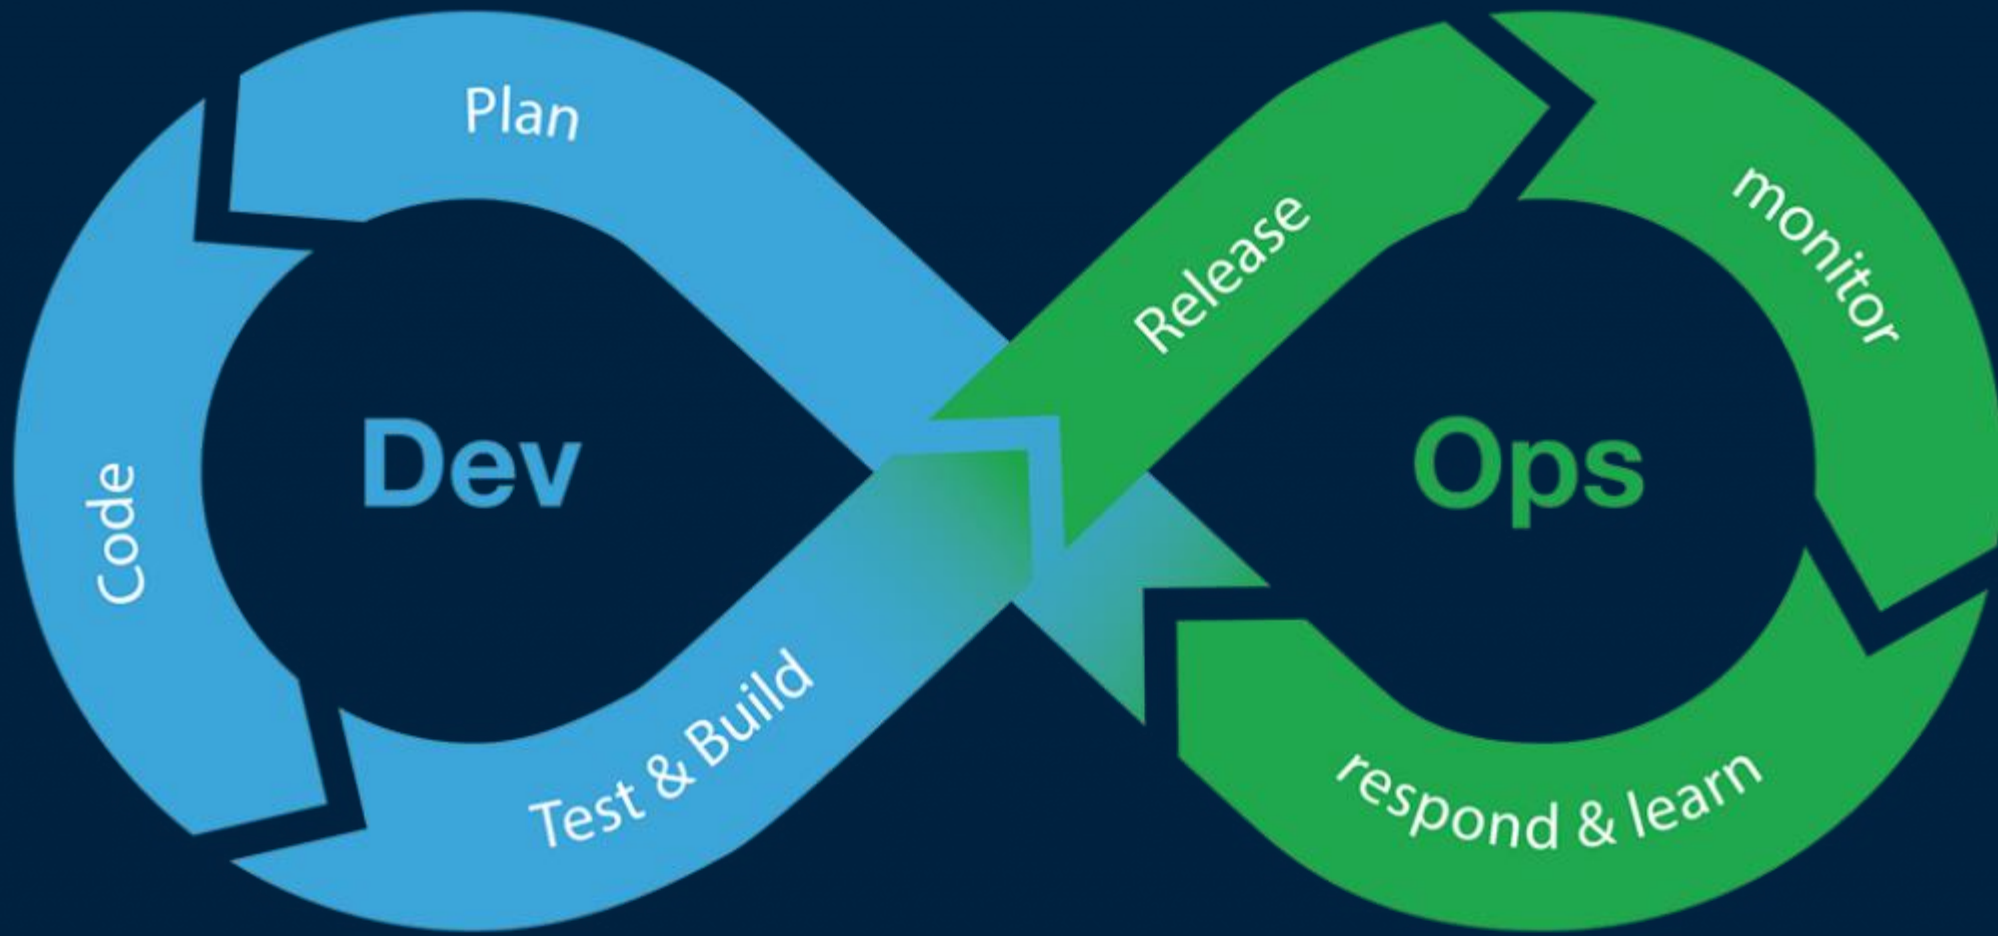 Plan
Code
Dev
Test & Build
Release
monitor
Ops
respond & learn